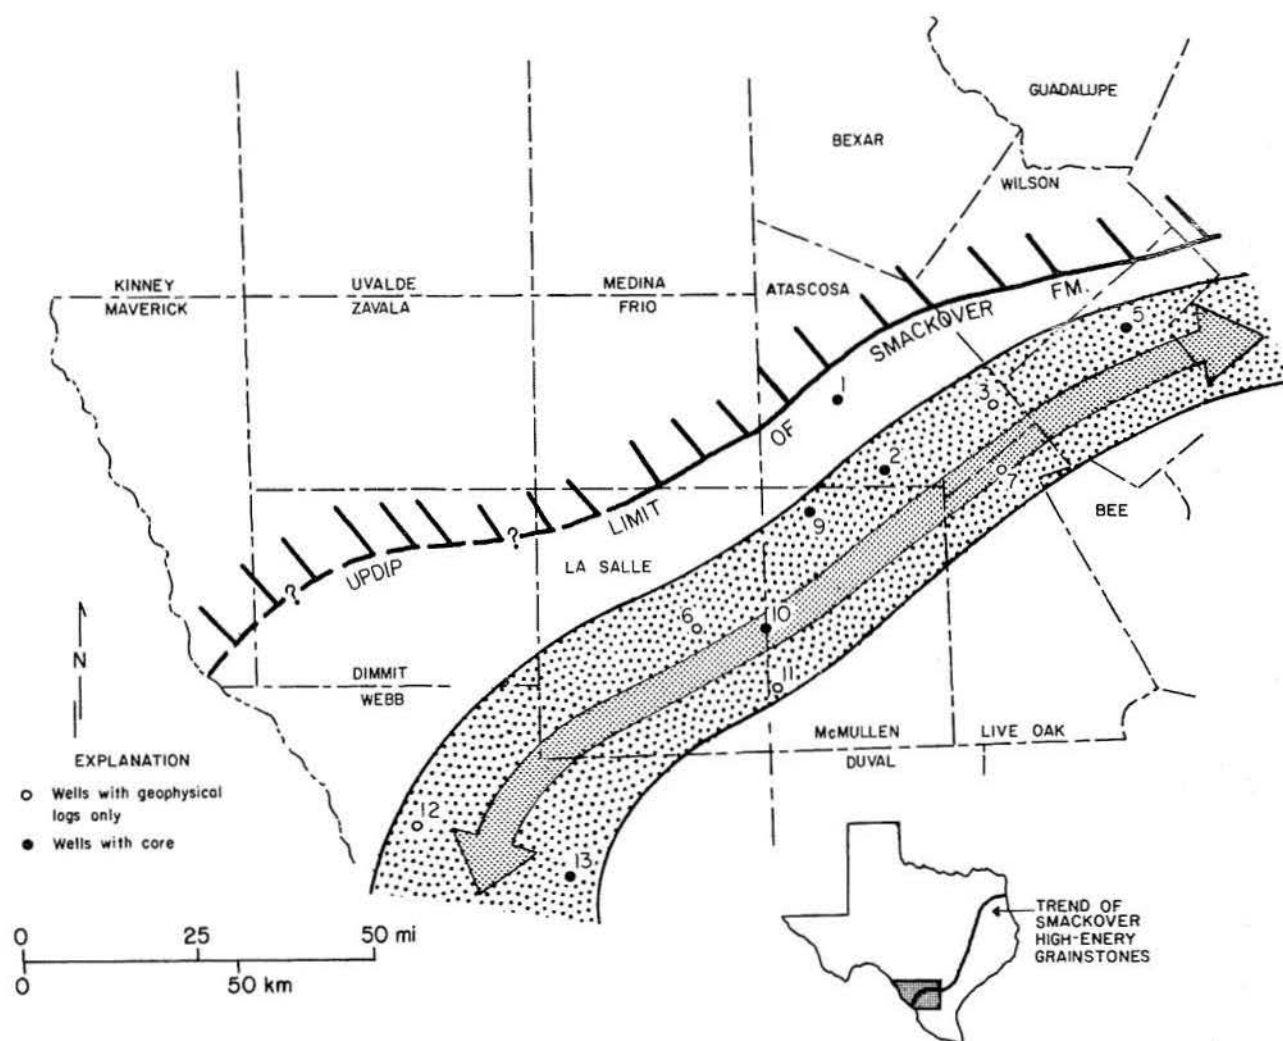 GUADALUPE
BEXAR
WILSON
KINNEY
MAVERICK
UVALDE
ZAVALA
MEDINA
FRIO
ATASCOSA
UPDIP
LIMIT
OF
SMACKOVER
FM.
?
?
5
1
3
2
7
9
BEE
LA SALLE
6
10
11
N
DIMMIT
WEBB
McMULLEN
DUVAL
LIVE OAK
12
13
EXPLANATION
Wells with geophysical
logs only
Wells with core
0 25 50 mi
0 50 km
TREND OF
SMACKOVER
HIGH-ENERY
GRAINSTONES